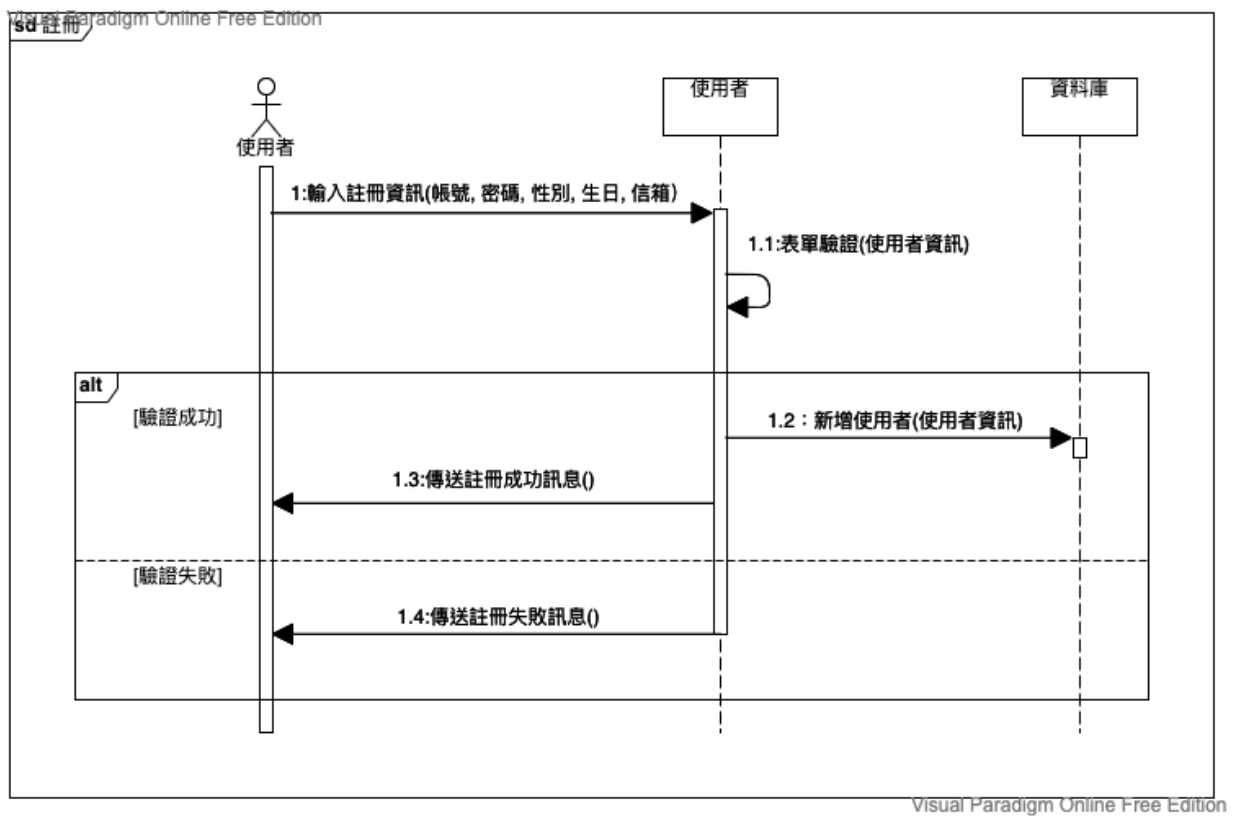 Visual Paradigm Online Free Edition
sd 註冊
使用者
使用者
資料庫
1:輸入註冊資訊(帳號, 密碼, 性別, 生日, 信箱)
1.1:表單驗證(使用者資訊)
alt
[驗證成功]
1.2：新增使用者(使用者資訊)
1.3:傳送註冊成功訊息()
[驗證失敗]
1.4:傳送註冊失敗訊息()
Visual Paradigm Online Free Edition